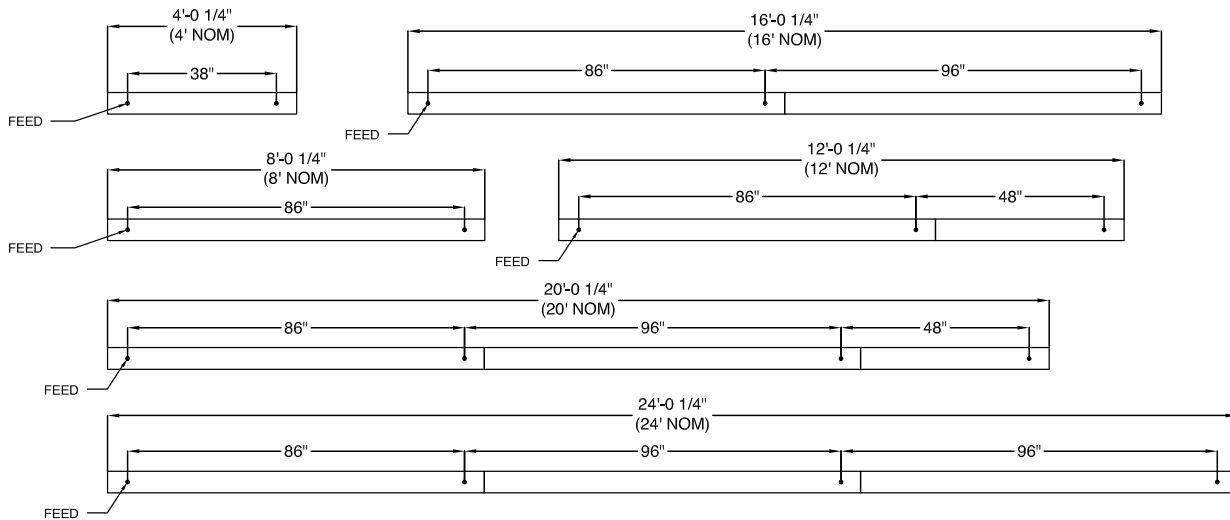 4'-0 1/4"
(4' NOM)
38"
FEED
16'-0 1/4"
(16' NOM)
86"
96"
FEED
8'-0 1/4"
(8' NOM)
86"
FEED
12'-0 1/4"
(12' NOM)
86"
48"
FEED
20'-0 1/4"
(20' NOM)
86"
96"
48"
FEED
24'-0 1/4"
(24' NOM)
86"
96"
96"
FEED